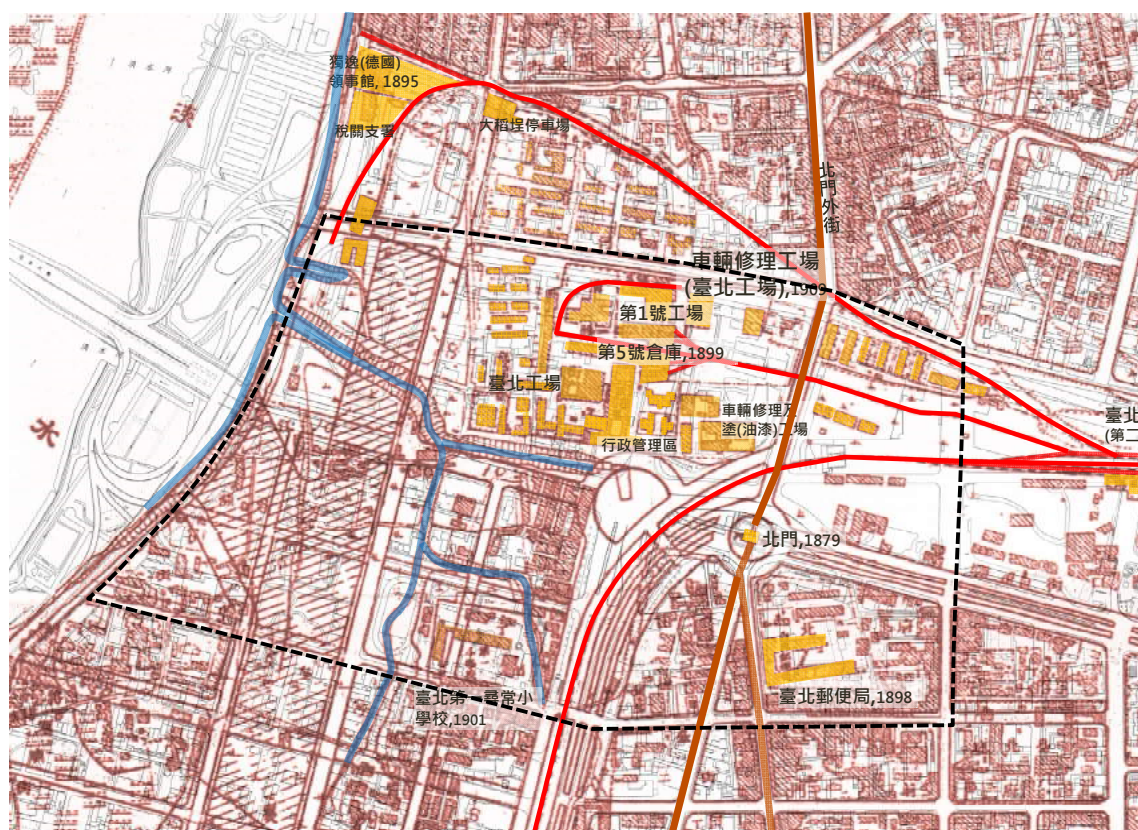 獨逸(德國)
領事館, 1895
稅關支署
大稻埕停車場
北門外街
車輛修理工場
(臺北工場),1909
第1號工場
第5號倉庫,1899
臺北工場
車輛修理及
塗(油漆)工場
行政管理區
臺北
(第二
北門,1879
臺北郵便局,1898
臺北第一尋常小
學校,1901